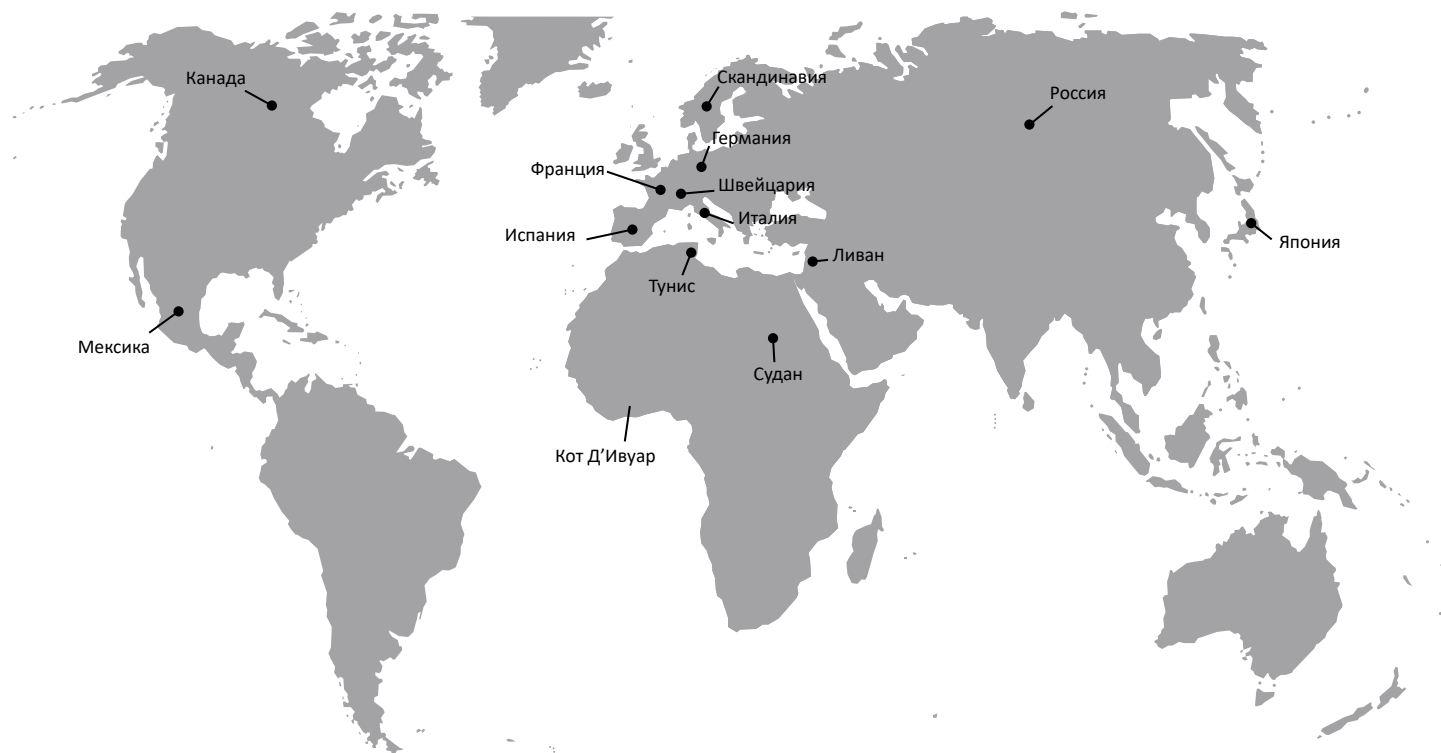 Канада
Скандинавия
Россия
Германия
Франция
Швейцария
Италия
Испания
Япония
Ливан
Тунис
Мексика
Судан
Кот Д’Ивуар